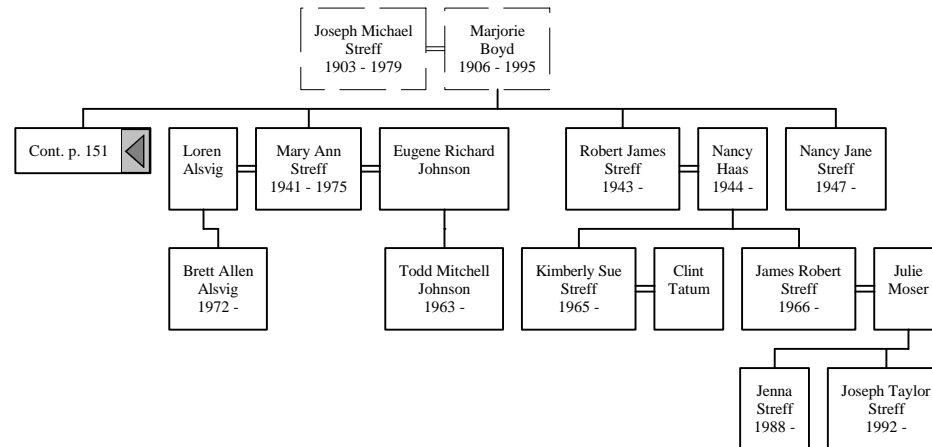 Joseph Michael
Streff
1903 - 1979
Marjorie
Boyd
1906 - 1995
Cont. p. 151
Loren
Alsvig
Mary Ann
Streff
1941 - 1975
Eugene Richard
Johnson
Robert James
Streff
1943 -
Nancy
Haas
1944 -
Nancy Jane
Streff
1947 -
Brett Allen
Alsvig
1972 -
Todd Mitchell
Johnson
1963 -
Kimberly Sue
Streff
1965 -
Clint
Tatum
James Robert
Streff
1966 -
Julie
Moser
Jenna
Streff
1988 -
Joseph Taylor
Streff
1992 -